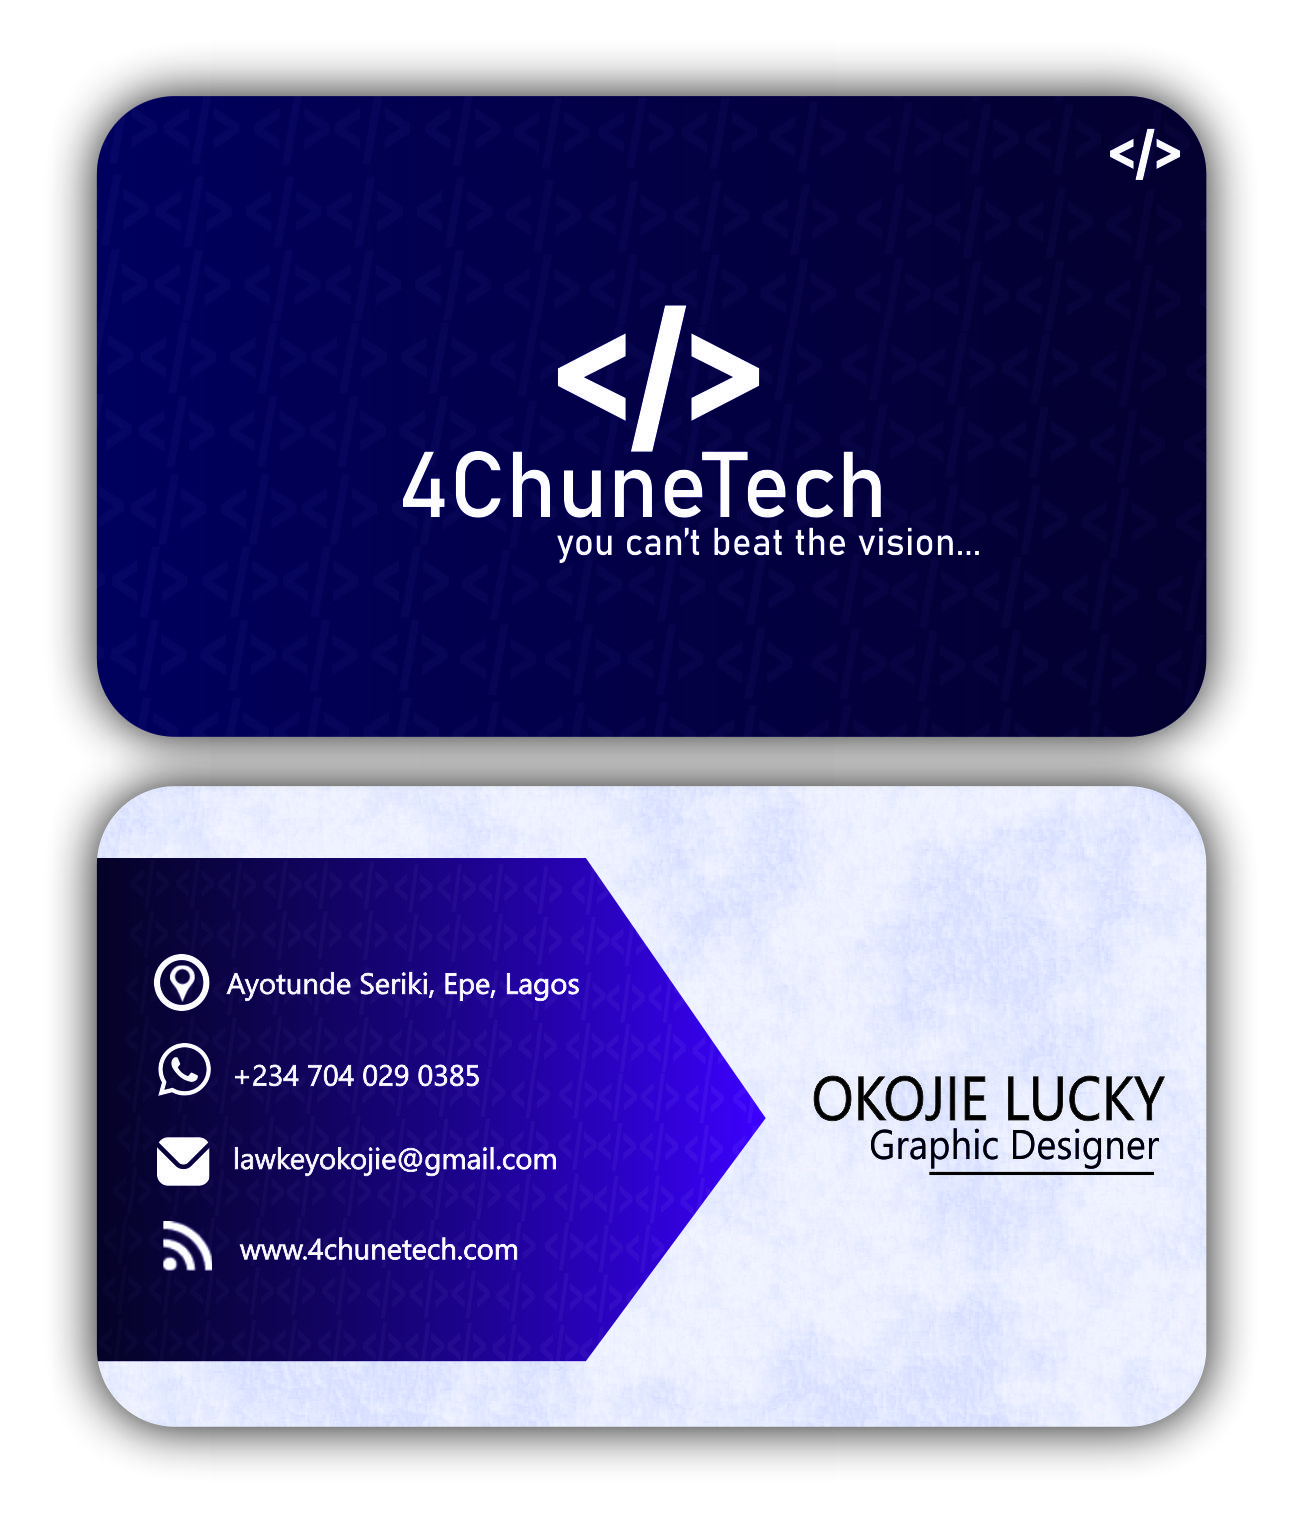 </>
</>
4ChuneTech
you can't beat the vision...
Ayotunde Seriki, Epe, Lagos
+234 704 029 0385
lawkeyokojie@gmail.com
www.4chunetech.com
OKOJIE LUCKY
Graphic Designer